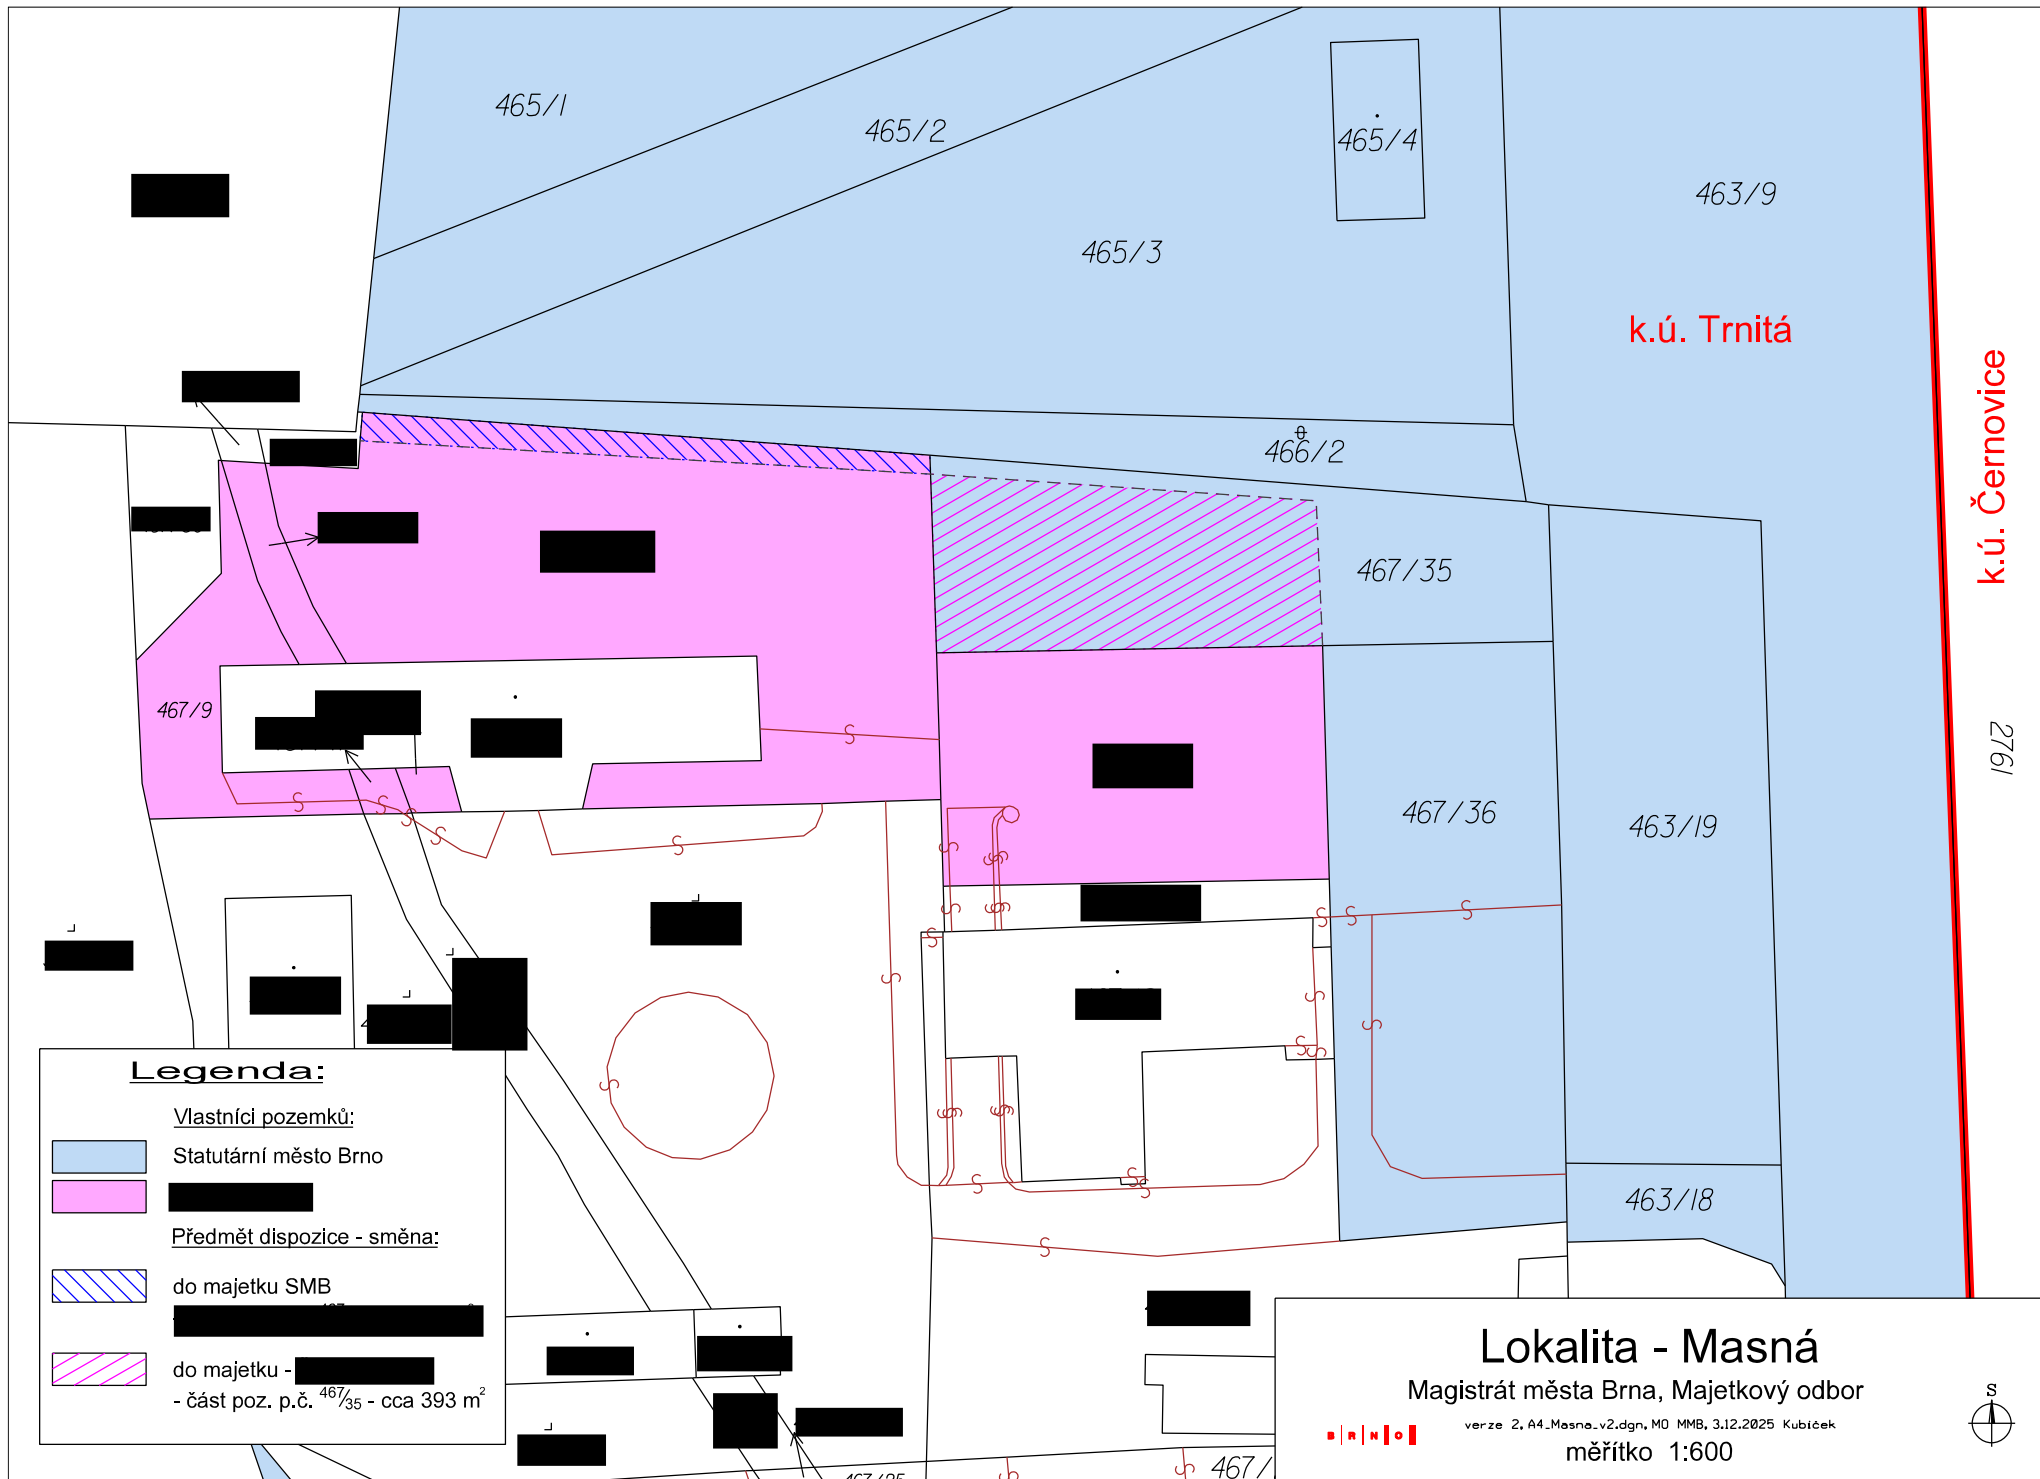 465/1
465/2
465/4
463/9
465/3
k.ú. Trnitá
k.ú. Černovice
466/2
467/35
467/9
2761
467/36
463/19
463/18
Legenda:
Vlastníci pozemků:
Statutární město Brno
Předmět dispozice - směna:
do majetku SMB
do majetku -
- část poz. p.č. 467/35 - cca 393 m²
Lokalita - Masná
Magistrát města Brna, Majetkový odbor
verze 2, A4_Masna_v2.dgn, MO MMB, 3.12.2025 Kubíček
BRNO
měřítko 1:600
S
467/